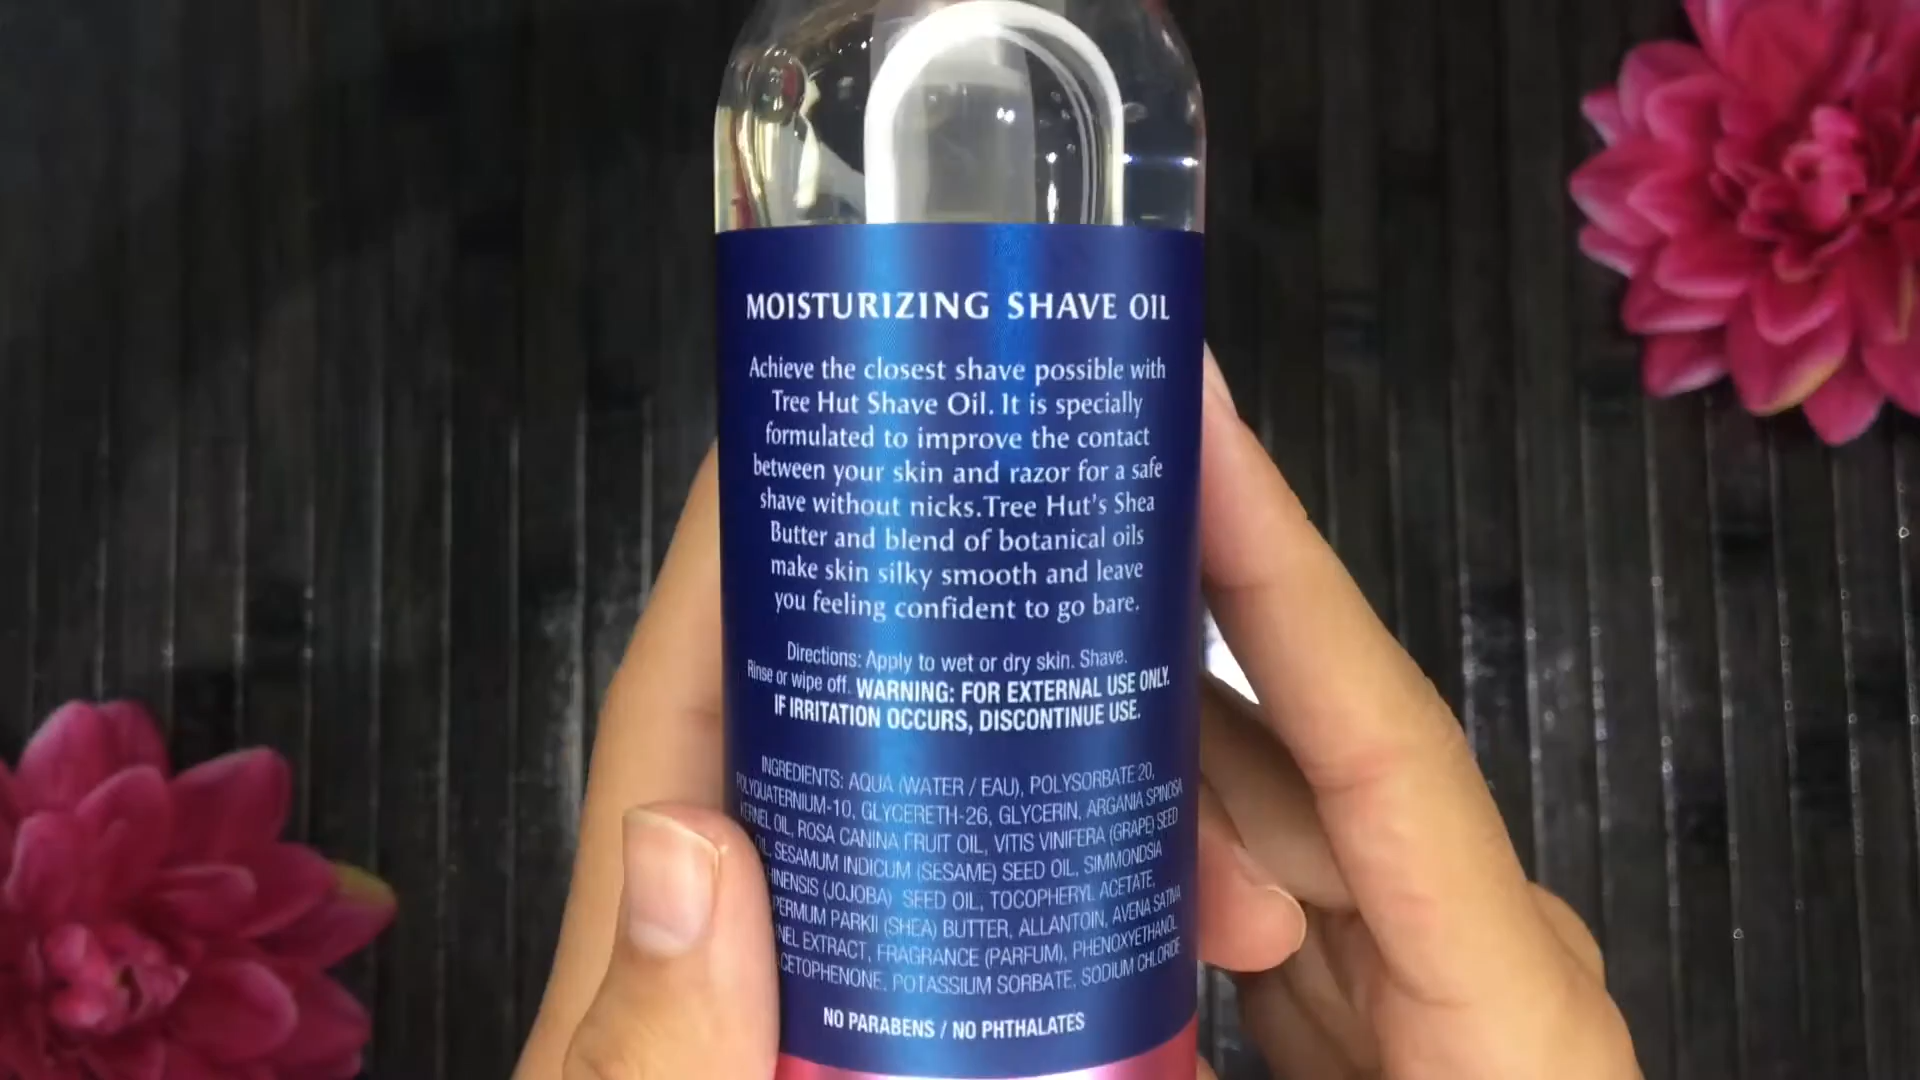 MOISTURIZING SHAVE OIL
Achieve the closest shave possible with
Tree Hut Shave Oil. It is specially
formulated to improve the contact
between your skin and razor for a safe
shave without nicks.Tree Hut's Shea
Butter and blend of botanical oils
make skin silky smooth and leave
you feeling confident to go bare.
Directions: Apply to wet or dry skin. Shave.
Rinse or wipe off. WARNING: FOR EXTERNAL USE ONLY.
IF IRRITATION OCCURS, DISCONTINUE USE.
INGREDIENTS: AQUA (WATER / EAU), POLYSORBATE 20,
POLYQUATERNIUM-10, GLYCERETH-26, GLYCERIN, ARGANIA SPINOSA
KERNEL OIL, ROSA CANINA FRUIT OIL, VITIS VINIFERA (GRAPE) SEED
OIL, SESAMUM INDICUM (SESAME) SEED OIL, SIMMONDSIA
HINENSIS (JOJOBA) SEED OIL, TOCOPHERYL ACETATE,
PERMUM PARKII (SHEA) BUTTER, ALLANTOIN, AVENA SATIVA
NEL EXTRACT, FRAGRANCE (PARFUM), PHENOXYETHANOL,
CETOPHENONE, POTASSIUM SORBATE, SODIUM CHLORIDE
NO PARABENS / NO PHTHALATES